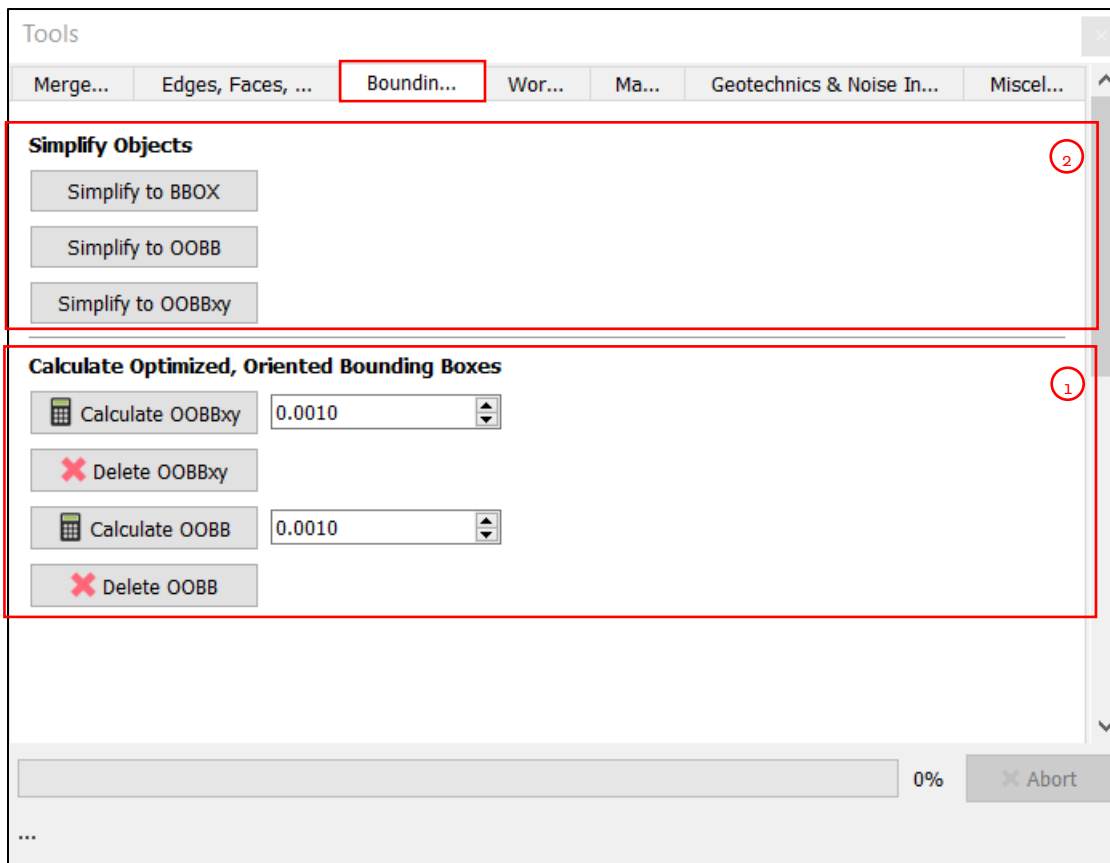 Tools
Merge... Edges, Faces, ... Boundin... Wor... Ma... Geotechnics & Noise In... Miscel...
Simplify Objects
2
Simplify to BBOX
Simplify to OOBB
Simplify to OOBBxy
Calculate Optimized, Oriented Bounding Boxes
1
Calculate OOBBxy 0.0010
Delete OOBBxy
Calculate OOBB 0.0010
Delete OOBB
0% Abort
...